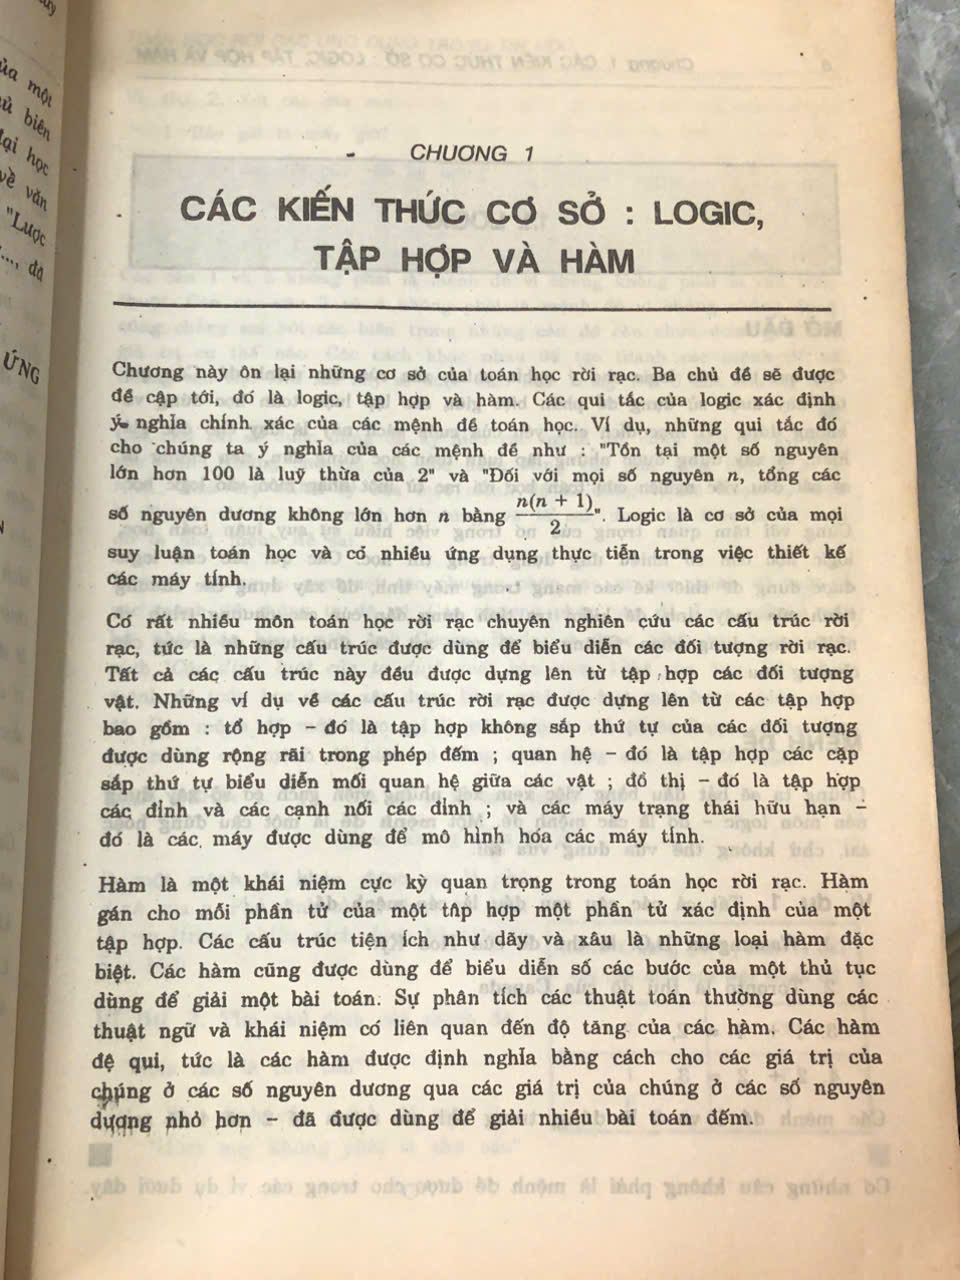 ủa một
ủ biên
ại học
về văn
"Lược
..., đã
ỨNG
CHƯƠNG 1
CÁC KIẾN THỨC CƠ SỞ : LOGIC,
TẬP HỢP VÀ HÀM
Chương này ôn lại những cơ sở của toán học rời rạc. Ba chủ đề sẽ được
đề cập tới, đó là logic, tập hợp và hàm. Các qui tắc của logic xác định
ý nghĩa chính xác của các mệnh đề toán học. Ví dụ, những qui tắc đó
cho chúng ta ý nghĩa của các mệnh đề như : "Tồn tại một số nguyên
lớn hơn 100 là luỹ thừa của 2" và "Đối với mọi số nguyên n, tổng các
số nguyên dương không lớn hơn n bằng n(n + 1)/2". Logic là cơ sở của mọi
suy luận toán học và có nhiều ứng dụng thực tiễn trong việc thiết kế
các máy tính.
Có rất nhiều môn toán học rời rạc chuyên nghiên cứu các cấu trúc rời
rạc, tức là những cấu trúc được dùng để biểu diễn các đối tượng rời rạc.
Tất cả các cấu trúc này đều được dựng lên từ tập hợp các đối tượng
vật. Những ví dụ về các cấu trúc rời rạc được dựng lên từ các tập hợp
bao gồm : tổ hợp – đó là tập hợp không sắp thứ tự của các đối tượng
được dùng rộng rãi trong phép đếm ; quan hệ – đó là tập hợp các cặp
sắp thứ tự biểu diễn mối quan hệ giữa các vật ; đồ thị – đó là tập hợp
các đỉnh và các cạnh nối các đỉnh ; và các máy trạng thái hữu hạn –
đó là các máy được dùng để mô hình hóa các máy tính.
Hàm là một khái niệm cực kỳ quan trọng trong toán học rời rạc. Hàm
gán cho mỗi phần tử của một tập hợp một phần tử xác định của một
tập hợp. Các cấu trúc tiện ích như dãy và xâu là những loại hàm đặc
biệt. Các hàm cũng được dùng để biểu diễn số các bước của một thủ tục
dùng để giải một bài toán. Sự phân tích các thuật toán thường dùng các
thuật ngữ và khái niệm có liên quan đến độ tăng của các hàm. Các hàm
đệ qui, tức là các hàm được định nghĩa bằng cách cho các giá trị của
chúng ở các số nguyên dương qua các giá trị của chúng ở các số nguyên
dương nhỏ hơn – đã được dùng để giải nhiều bài toán đếm.